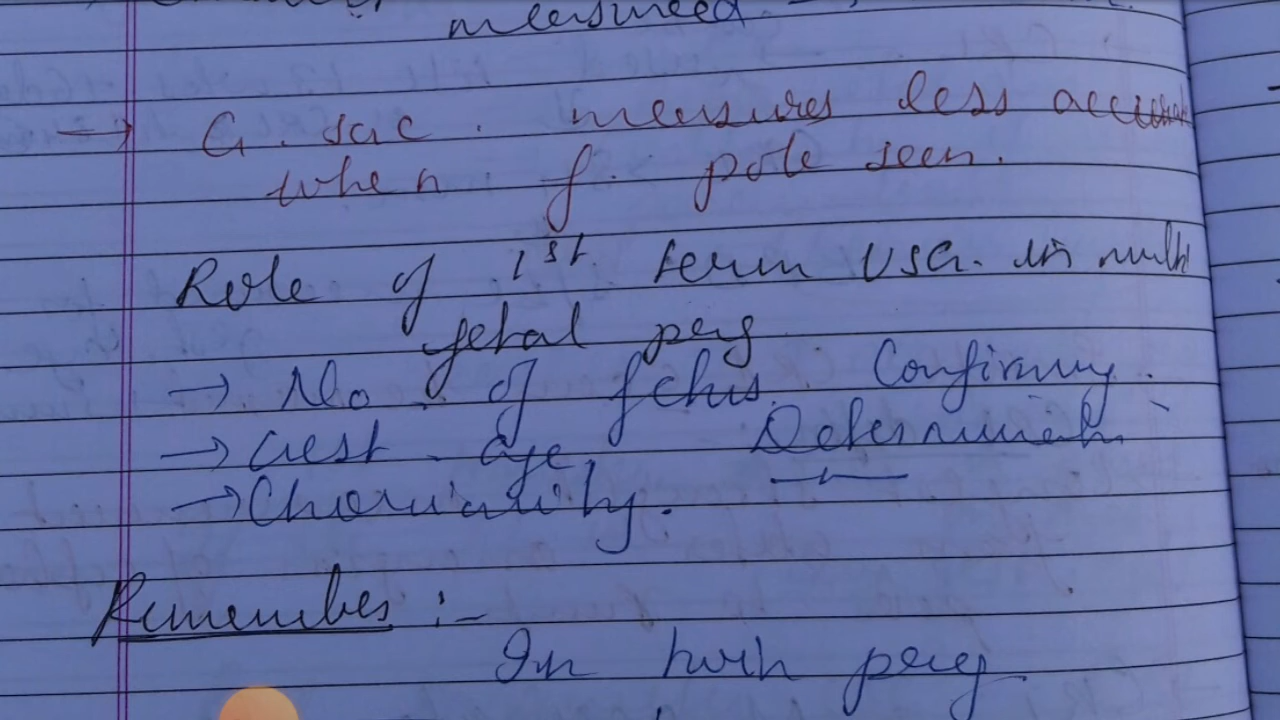 measured
→ G. sac. measures less accurate
when f. pole seen.
Role of 1st term USG. in multi
fetal preg
→ No. of fetus. Confirming.
→ Gest. age Determinat.
→ Chorionicity.
Remember :-
In twin preg